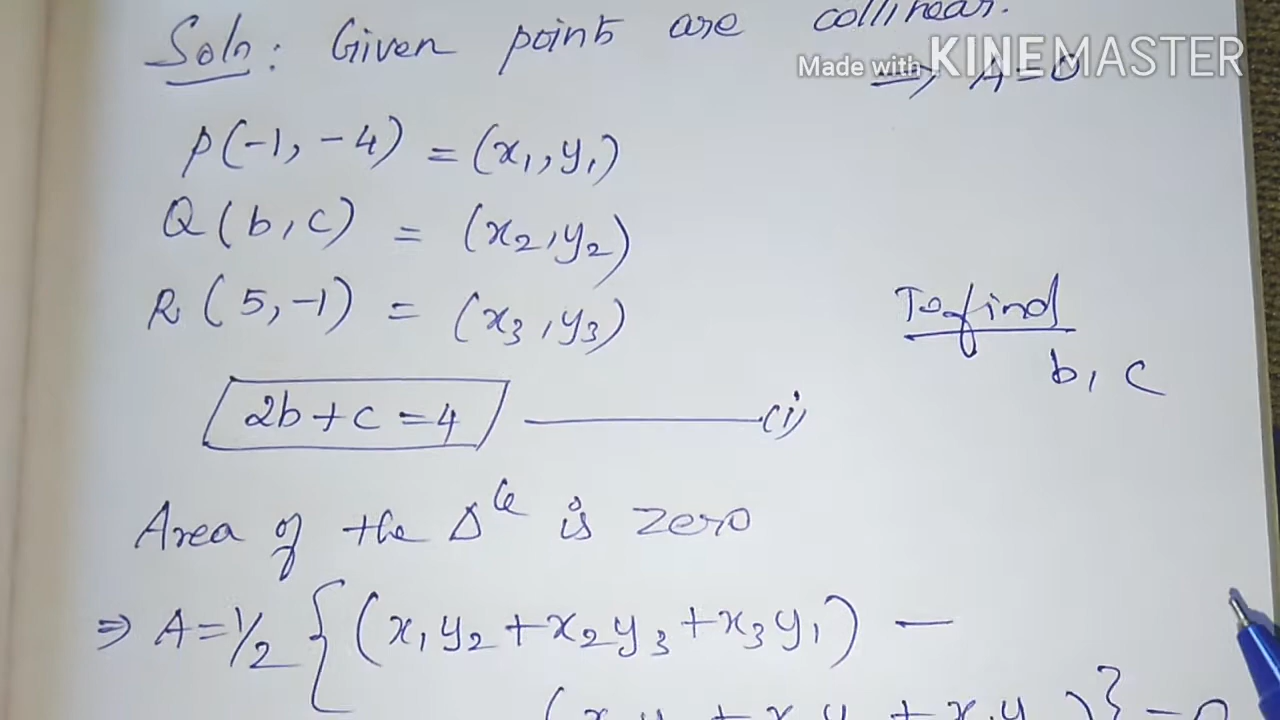 Soln: Given points are collinear.
Made with KINEMASTER
⇒ A=0
P(-1, -4) = (x₁, y₁)
Q(b, c) = (x₂, y₂)
R(5, -1) = (x₃, y₃)
To find
b, c
2b + c = 4 ———(i)
Area of the Δle is zero
⇒ A = 1/2 { (x₁y₂ + x₂y₃ + x₃y₁) –